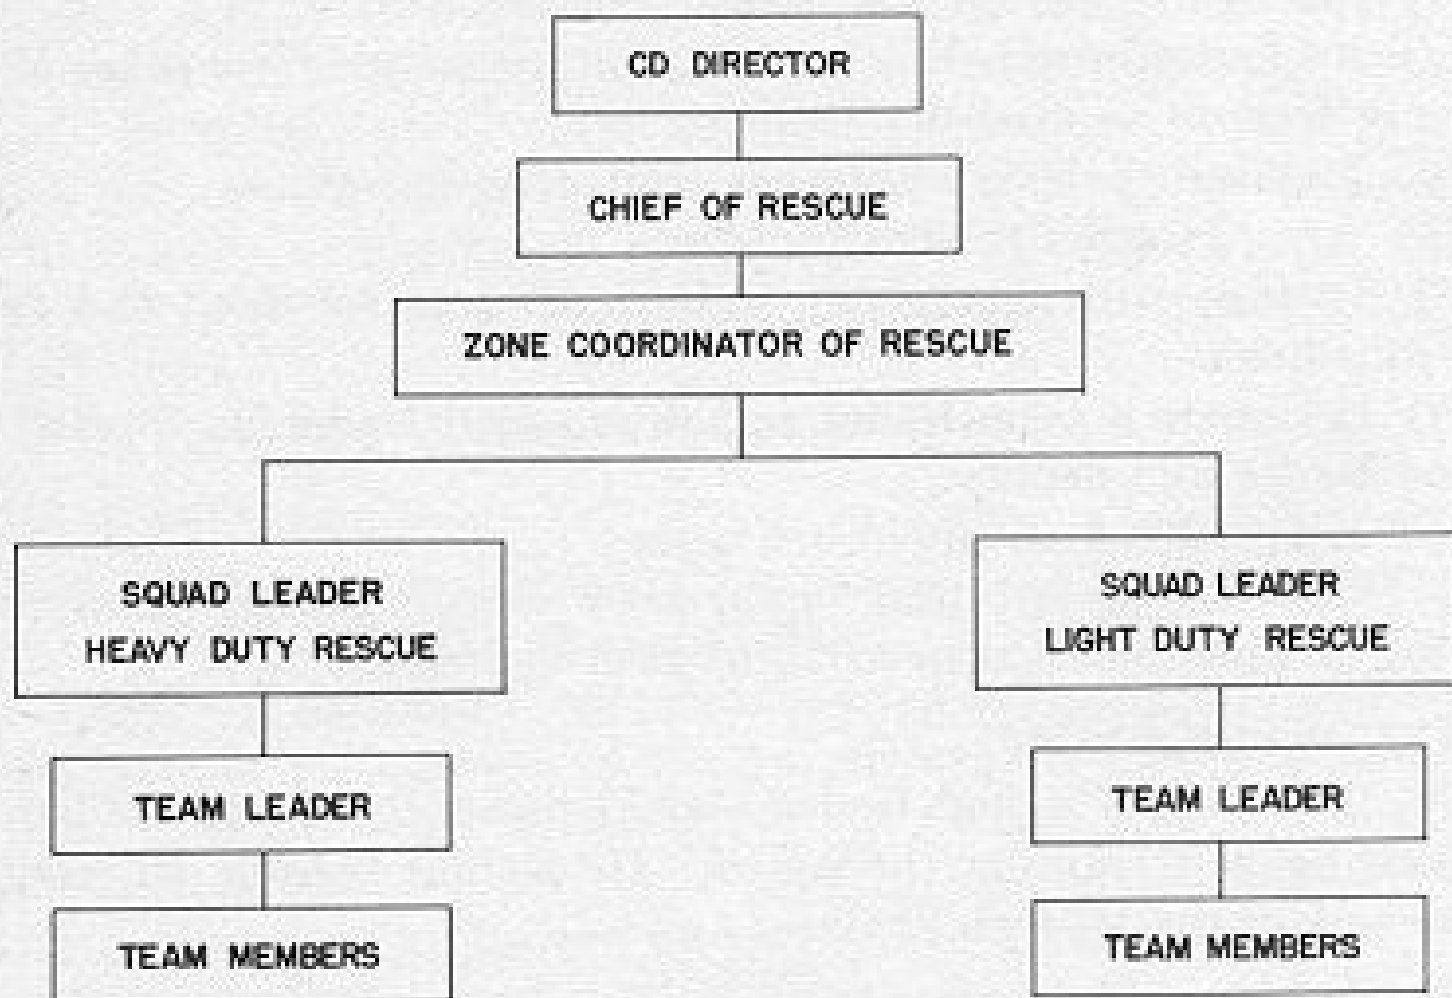 CD DIRECTOR
CHIEF OF RESCUE
ZONE COORDINATOR OF RESCUE
SQUAD LEADER
HEAVY DUTY RESCUE
SQUAD LEADER
LIGHT DUTY RESCUE
TEAM LEADER
TEAM LEADER
TEAM MEMBERS
TEAM MEMBERS